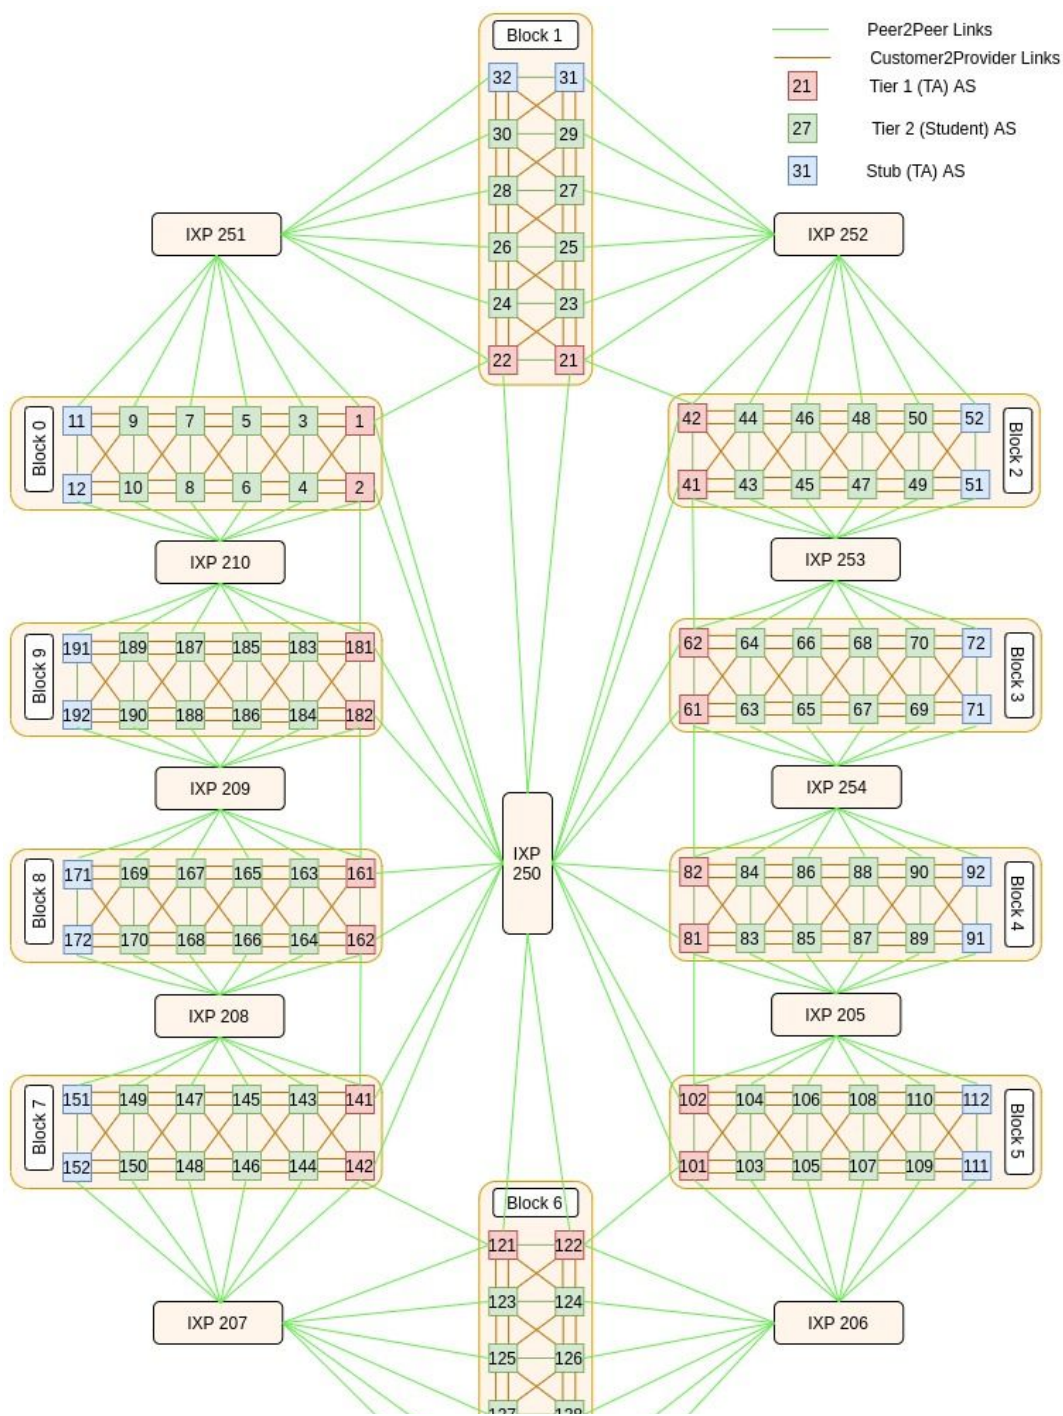 Block 1
Peer2Peer Links
Customer2Provider Links
21 Tier 1 (TA) AS
27 Tier 2 (Student) AS
31 Stub (TA) AS
32 31
30 29
28 27
26 25
24 23
22 21
IXP 251
IXP 252
Block 0
11 9 7 5 3 1
12 10 8 6 4 2
Block 2
42 44 46 48 50 52
41 43 45 47 49 51
IXP 210
IXP 253
Block 9
191 189 187 185 183 181
192 190 188 186 184 182
Block 3
62 64 66 68 70 72
61 63 65 67 69 71
IXP 209
IXP 254
IXP
250
Block 8
171 169 167 165 163 161
172 170 168 166 164 162
Block 4
82 84 86 88 90 92
81 83 85 87 89 91
IXP 208
IXP 205
Block 7
151 149 147 145 143 141
152 150 148 146 144 142
Block 5
102 104 106 108 110 112
101 103 105 107 109 111
Block 6
121 122
123 124
125 126
127 128
IXP 207
IXP 206